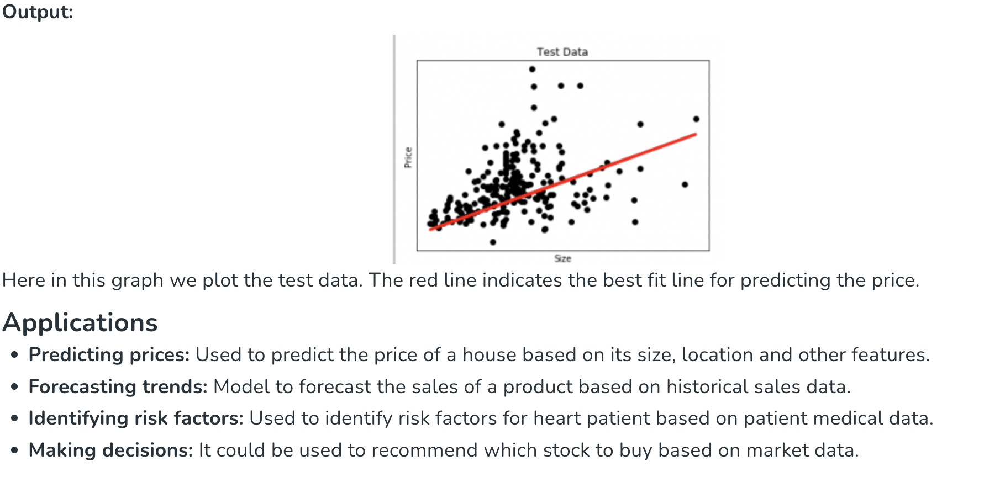 Output:
Test Data
Price
Size
Here in this graph we plot the test data. The red line indicates the best fit line for predicting the price.
Applications
• Predicting prices: Used to predict the price of a house based on its size, location and other features.
• Forecasting trends: Model to forecast the sales of a product based on historical sales data.
• Identifying risk factors: Used to identify risk factors for heart patient based on patient medical data.
• Making decisions: It could be used to recommend which stock to buy based on market data.